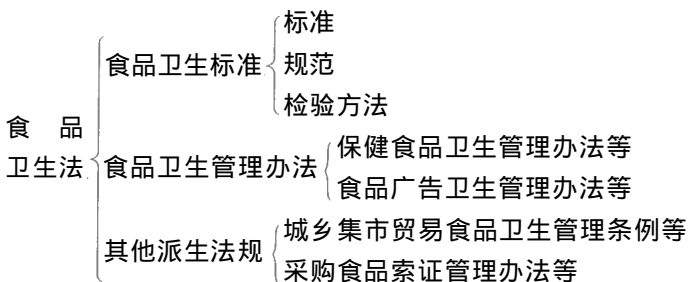 食品卫生法
食品卫生标准
标准
规范
检验方法
食品卫生管理办法
保健食品卫生管理办法等
食品广告卫生管理办法等
其他派生法规
城乡集市贸易食品卫生管理条例等
采购食品索证管理办法等